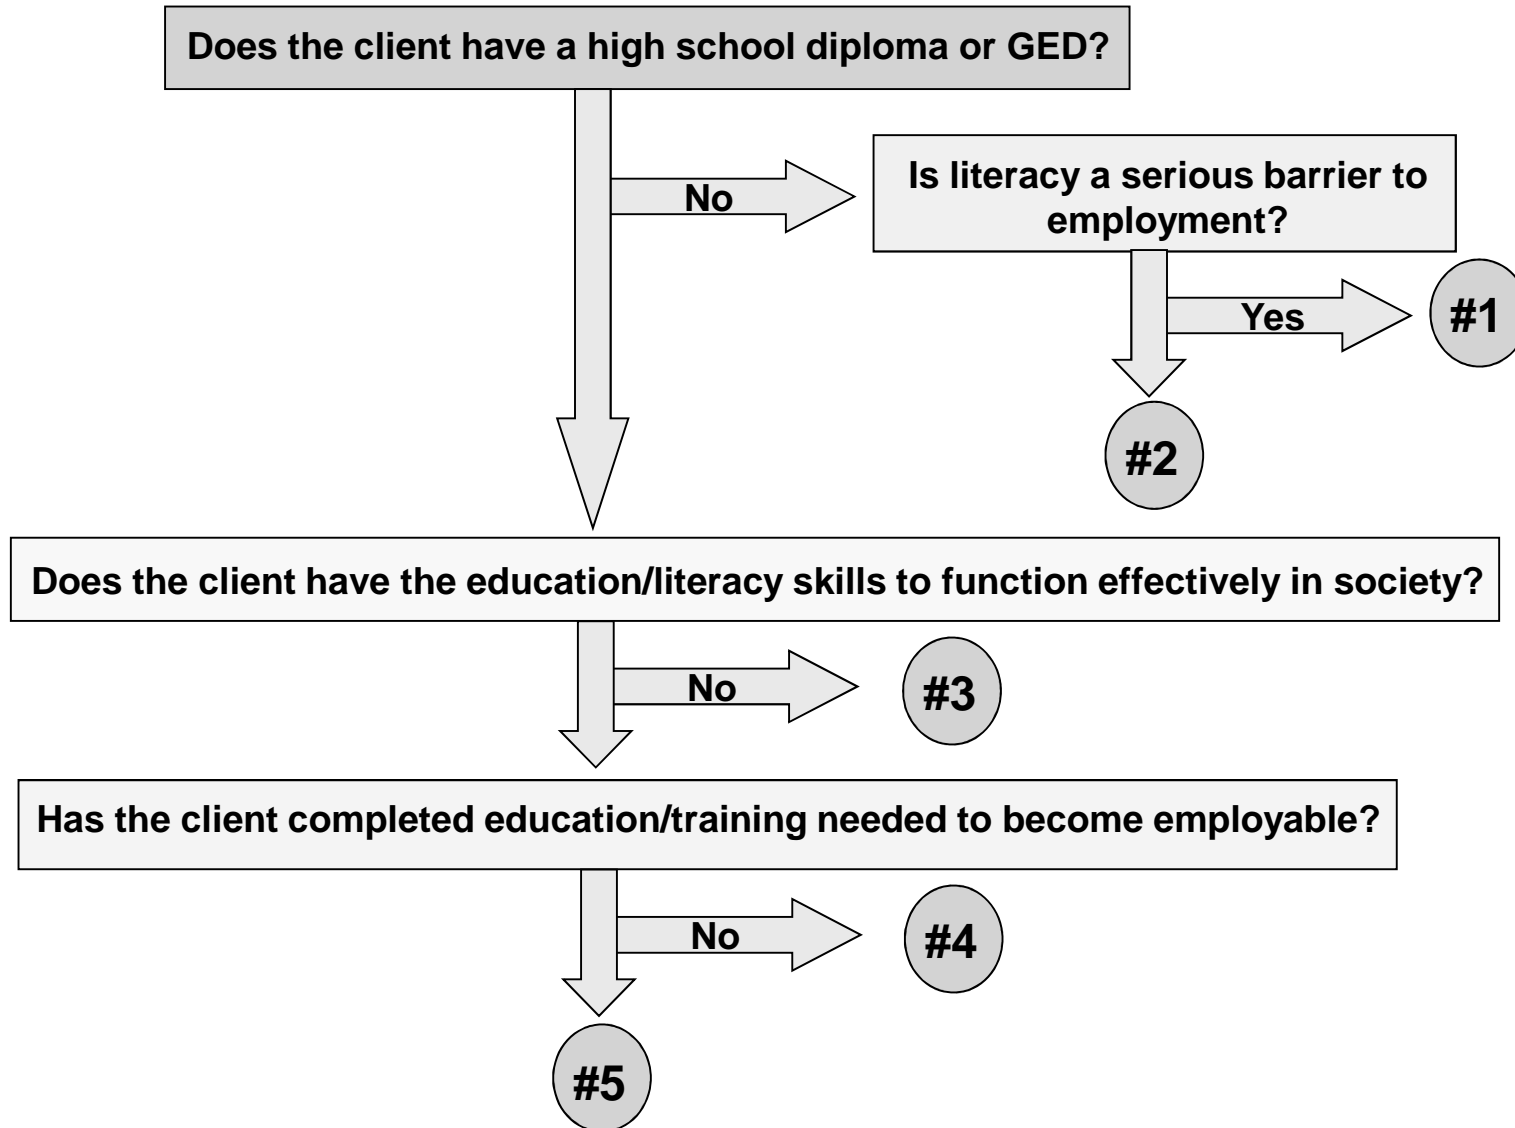 Does the client have a high school diploma or GED?
No
Is literacy a serious barrier to
employment?
Yes
#1
#2
Does the client have the education/literacy skills to function effectively in society?
No
#3
Has the client completed education/training needed to become employable?
No
#4
#5